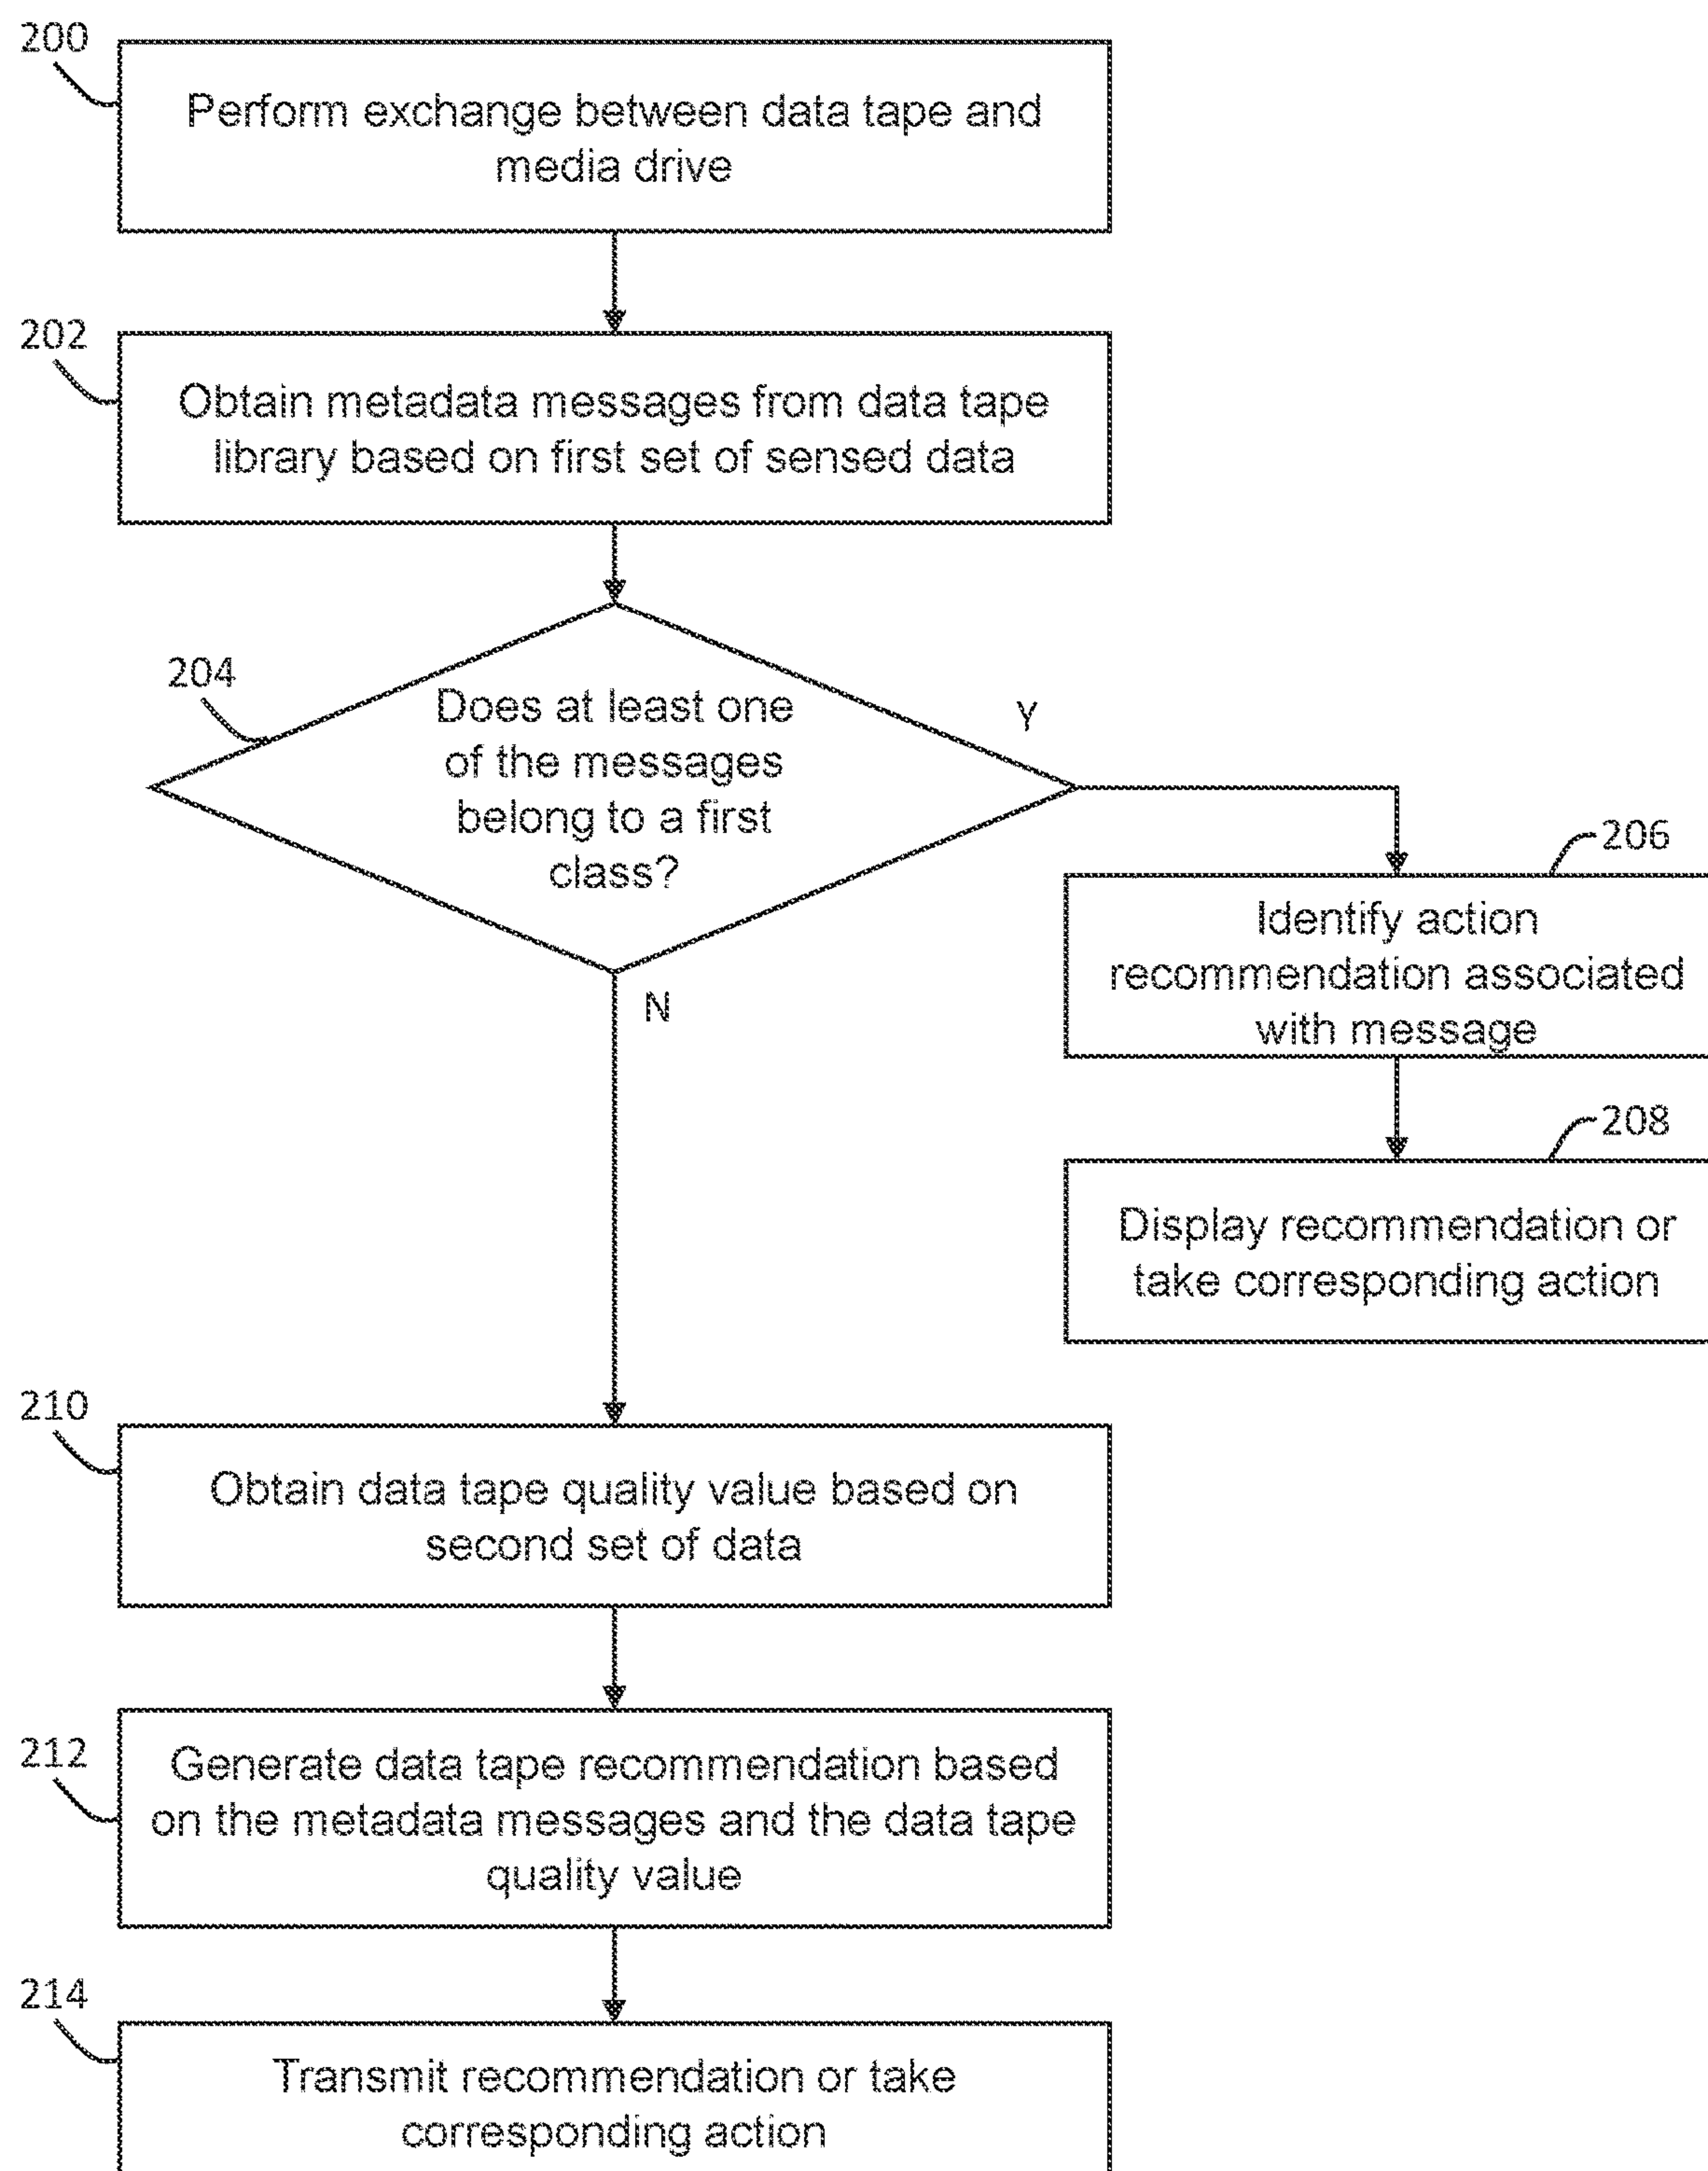 200
Perform exchange between data tape and
media drive
202
Obtain metadata messages from data tape
library based on first set of sensed data
204
Does at least one
of the messages
belong to a first
class?
Y
N
206
Identify action
recommendation associated
with message
208
Display recommendation or
take corresponding action
210
Obtain data tape quality value based on
second set of data
212
Generate data tape recommendation based
on the metadata messages and the data tape
quality value
214
Transmit recommendation or take
corresponding action